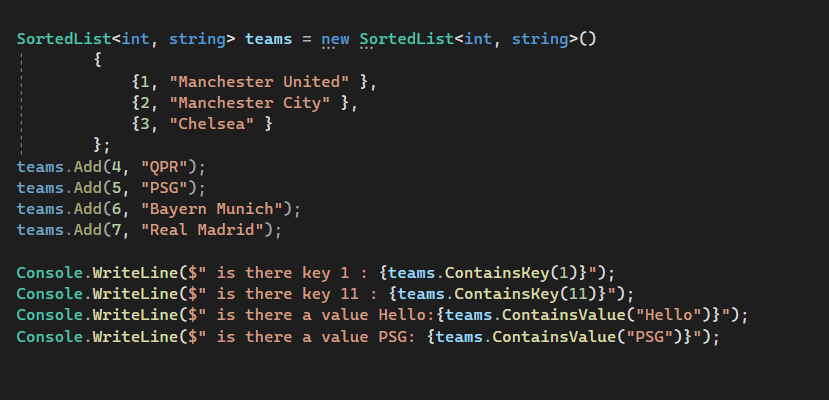 SortedList<int, string> teams = new SortedList<int, string>()
{
{1, "Manchester United" },
{2, "Manchester City" },
{3, "Chelsea" }
};
teams.Add(4, "QPR");
teams.Add(5, "PSG");
teams.Add(6, "Bayern Munich");
teams.Add(7, "Real Madrid");
Console.WriteLine($" is there key 1 : {teams.ContainsKey(1)}");
Console.WriteLine($" is there key 11 : {teams.ContainsKey(11)}");
Console.WriteLine($" is there a value Hello:{teams.ContainsValue("Hello")}");
Console.WriteLine($" is there a value PSG: {teams.ContainsValue("PSG")}");